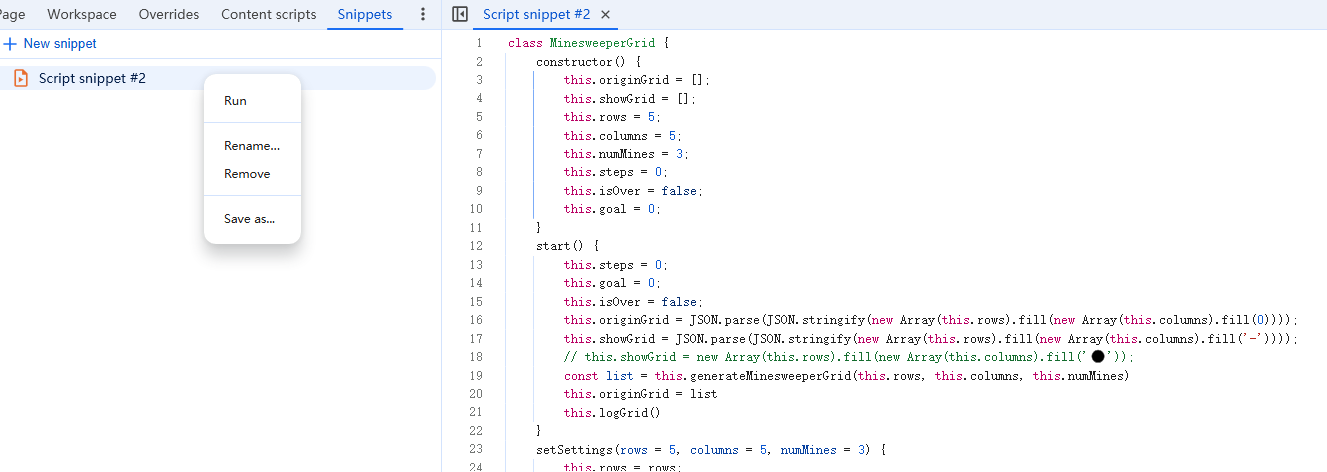 Page Workspace Overrides Content scripts Snippets
New snippet
Script snippet #2
Run
Rename...
Remove
Save as...
Script snippet #2
1 class MinesweeperGrid {
2     constructor() {
3         this.originGrid = [];
4         this.showGrid = [];
5         this.rows = 5;
6         this.columns = 5;
7         this.numMines = 3;
8         this.steps = 0;
9         this.isOver = false;
10         this.goal = 0;
11     }
12     start() {
13         this.steps = 0;
14         this.goal = 0;
15         this.isOver = false;
16         this.originGrid = JSON.parse(JSON.stringify(new Array(this.rows).fill(new Array(this.columns).fill(0))));
17         this.showGrid = JSON.parse(JSON.stringify(new Array(this.rows).fill(new Array(this.columns).fill('-'))));
18         // this.showGrid = new Array(this.rows).fill(new Array(this.columns).fill('⚫'));
19         const list = this.generateMinesweeperGrid(this.rows, this.columns, this.numMines)
20         this.originGrid = list
21         this.logGrid()
22     }
23     setSettings(rows = 5, columns = 5, numMines = 3) {
24         this.rows = rows;